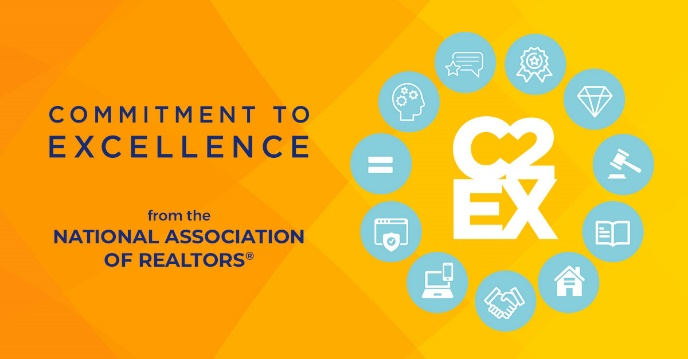 COMMITMENT TO
EXCELLENCE
from the
NATIONAL ASSOCIATION
OF REALTORS®
C2
EX